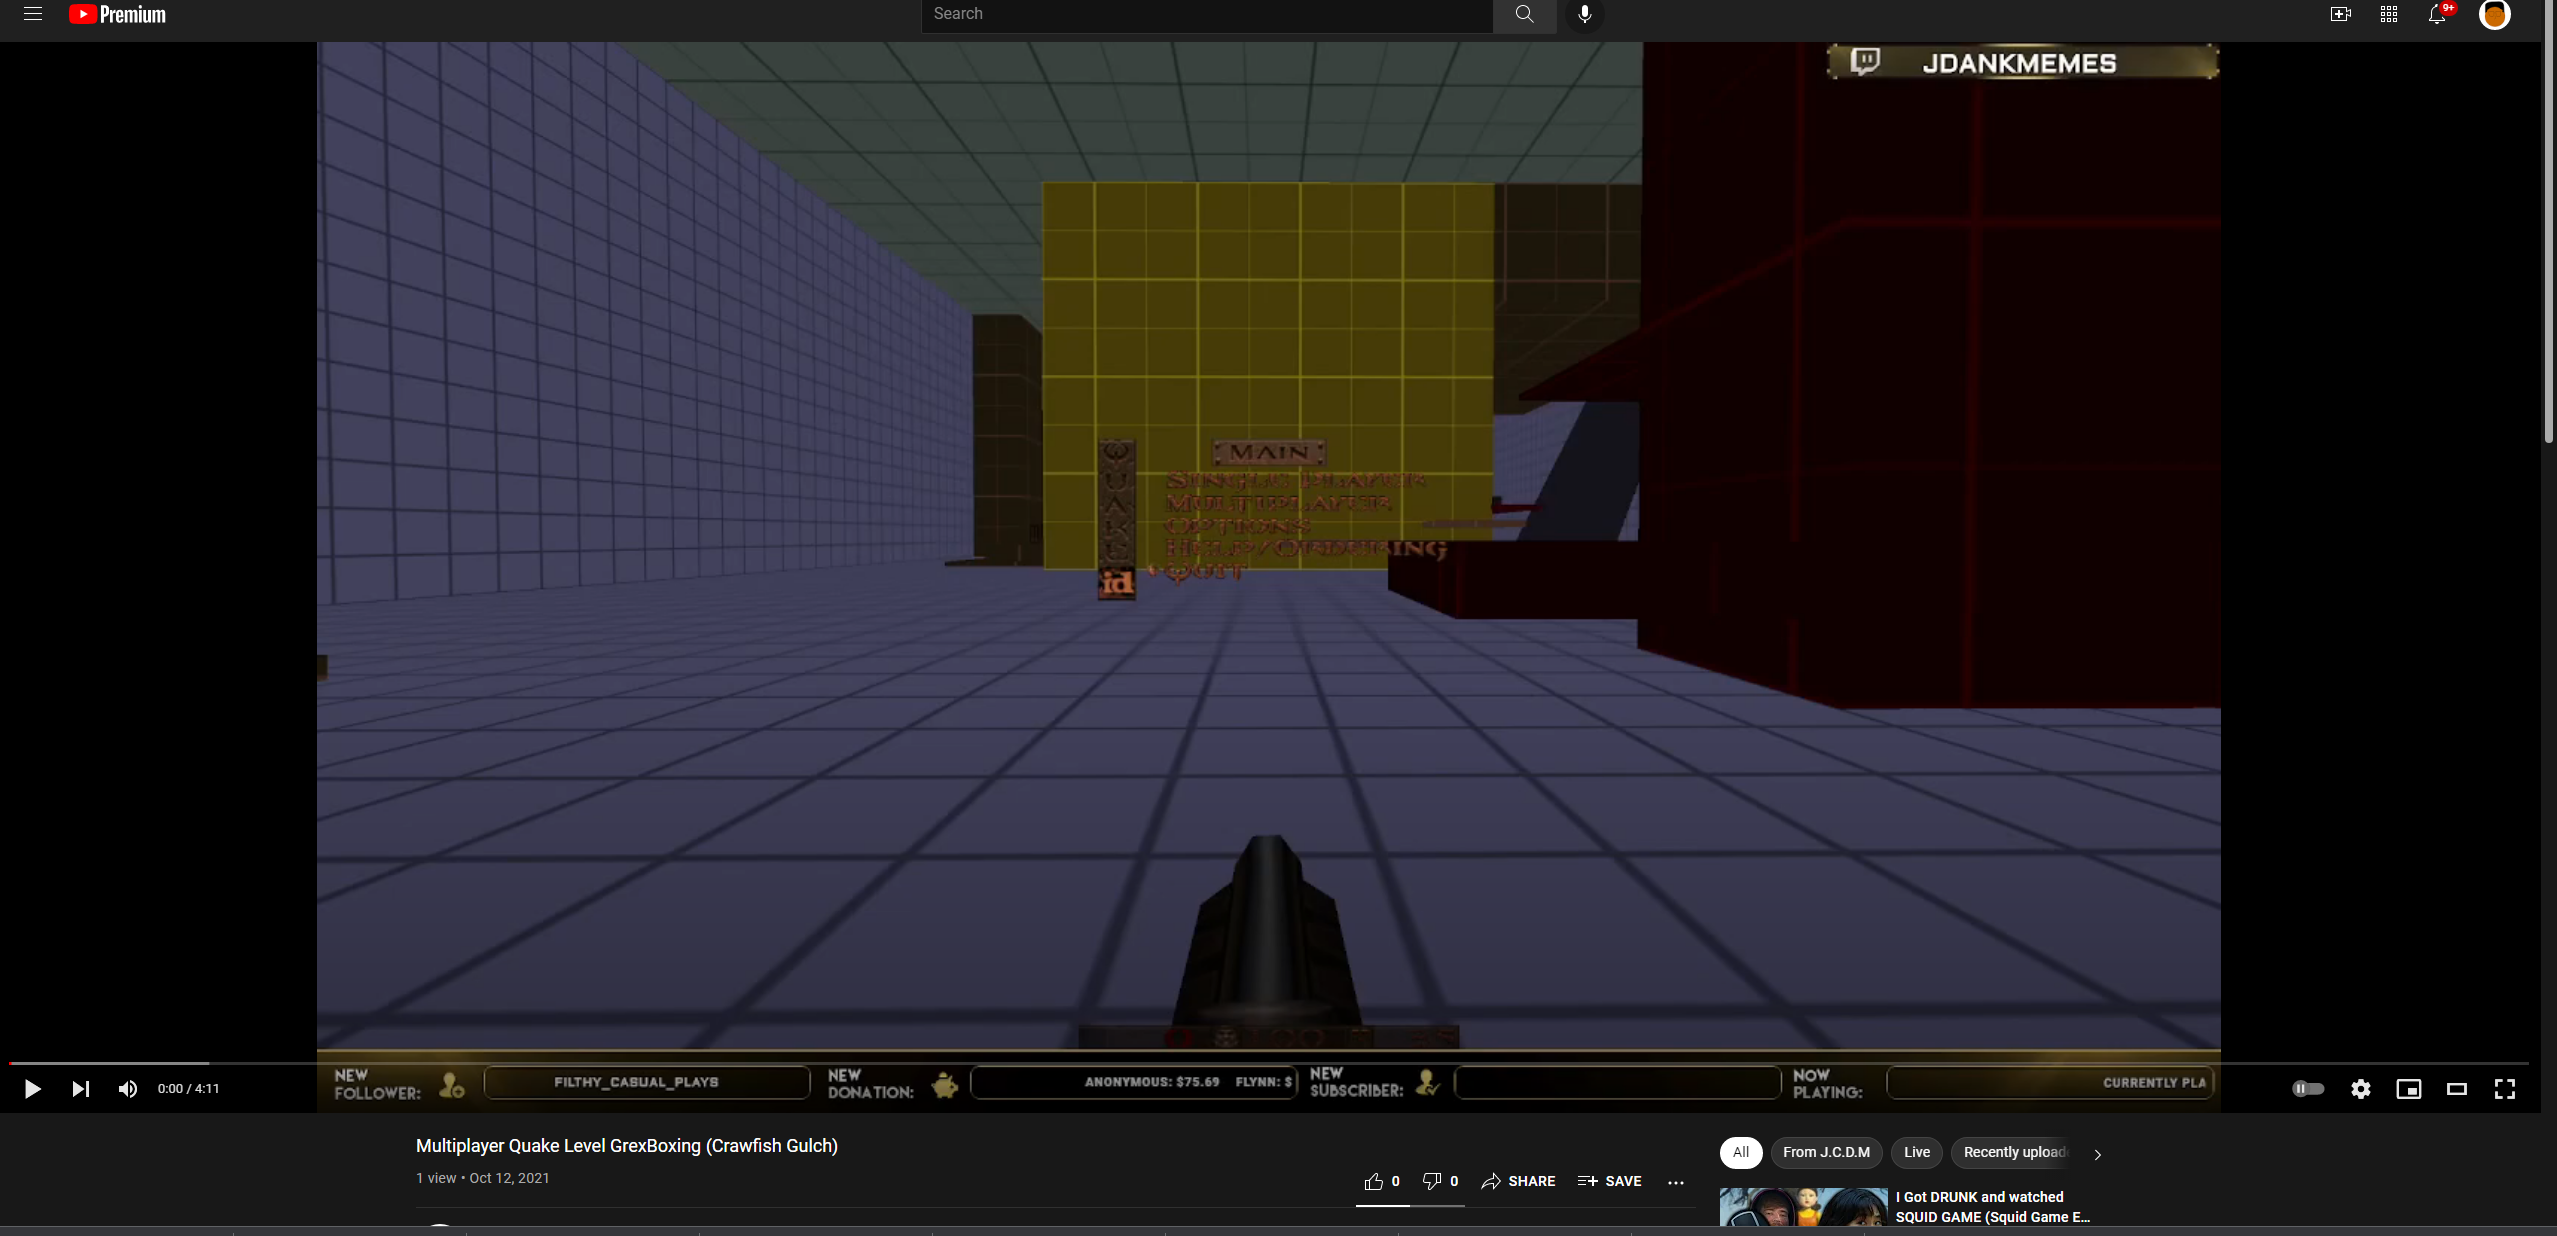 Premium
Search
9+
JDANKMEMES
QUAKE
id
MAIN
SINGLE PLAYER
MULTIPLAYER
OPTIONS
HELP/ORDERING
QUIT
NEW FOLLOWER:
FILTHY_CASUAL_PLAYS
NEW DONATION:
ANONYMOUS: $75.69 FLYNN: $
NEW SUBSCRIBER:
NOW PLAYING:
CURRENTLY PLA
0:00 / 4:11
Multiplayer Quake Level GrexBoxing (Crawfish Gulch)
1 view • Oct 12, 2021
0
0
SHARE
SAVE
All
From J.C.D.M
Live
Recently upload
I Got DRUNK and watched
SQUID GAME (Squid Game E...